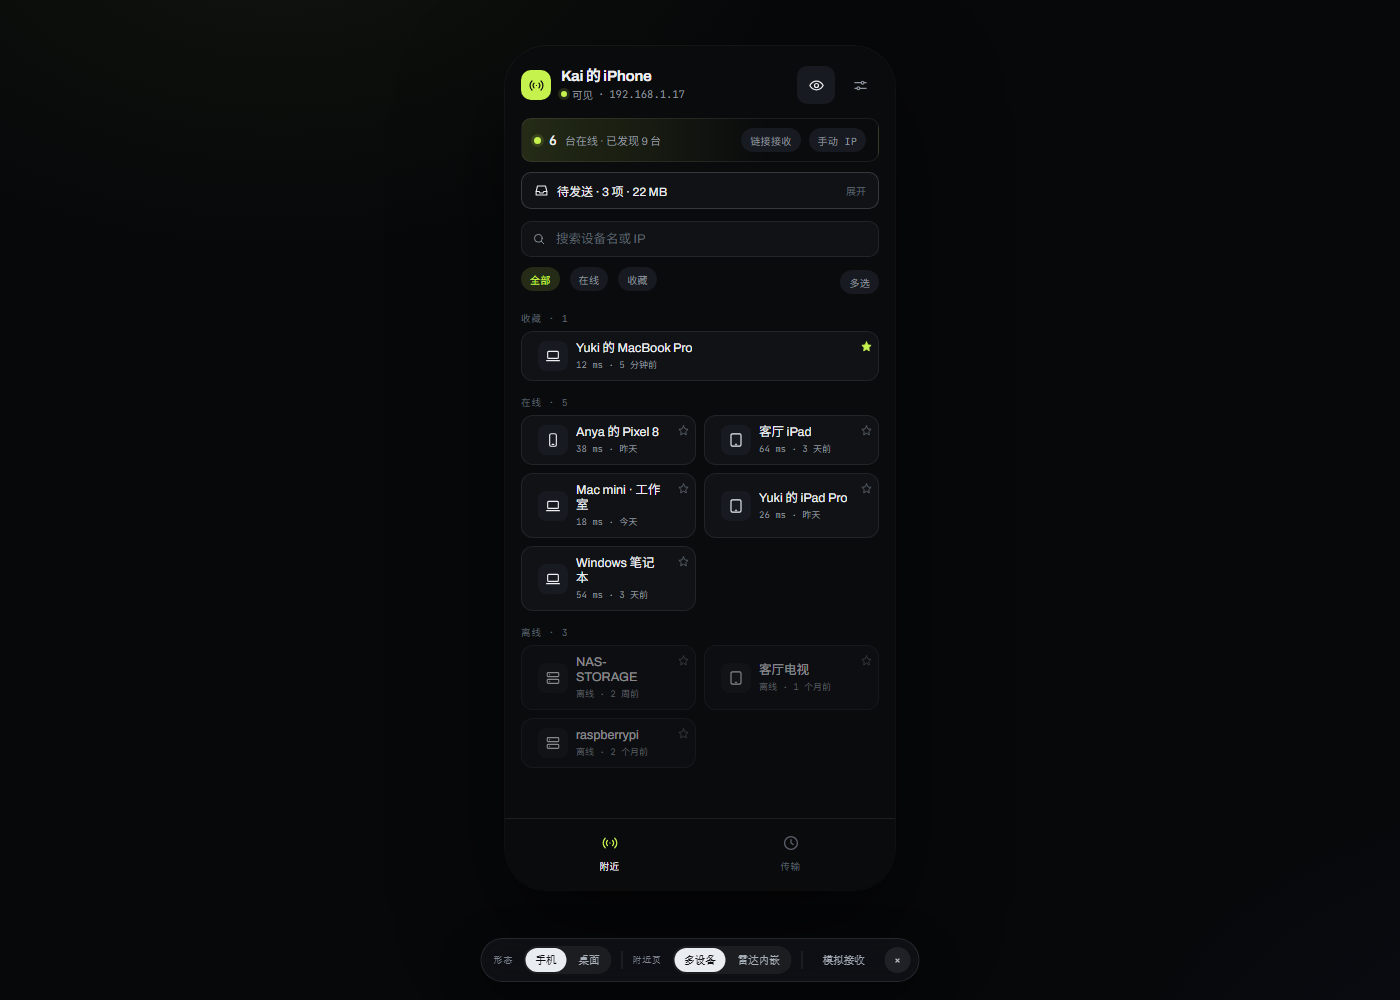 Kai 的 iPhone
可见 · 192.168.1.17
6 台在线 · 已发现 9 台
链接接收
手动 IP
待发送 · 3 项 · 22 MB
展开
搜索设备名或 IP
全部
在线
收藏
多选
收藏 · 1
Yuki 的 MacBook Pro
12 ms · 5 分钟前
在线 · 5
Anya 的 Pixel 8
38 ms · 昨天
客厅 iPad
64 ms · 3 天前
Mac mini · 工作
室
18 ms · 今天
Yuki 的 iPad Pro
26 ms · 昨天
Windows 笔记
本
54 ms · 3 天前
离线 · 3
NAS-
STORAGE
离线 · 2 周前
客厅电视
离线 · 1 个月前
raspberrypi
离线 · 2 个月前
附近
传输
形态
手机
桌面
附近页
多设备
雷达内嵌
模拟接收
×